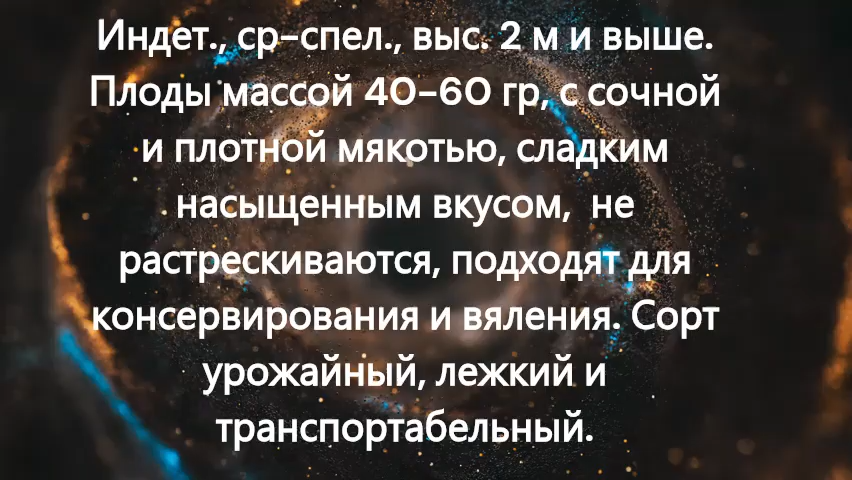 Индет., ср-спел., выс. 2 м и выше.
Плоды массой 40-60 гр, с сочной
и плотной мякотью, сладким
насыщенным вкусом, не
растрескиваются, подходят для
консервирования и вяления. Сорт
урожайный, лежкий и
транспортабельный.